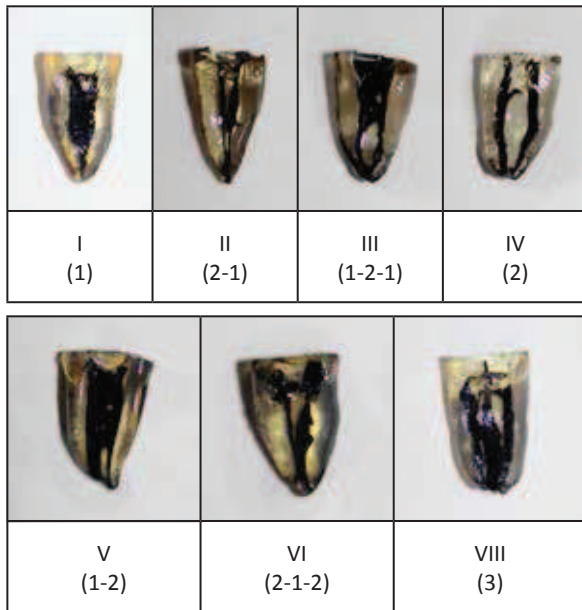 I
(1)
II
(2-1)
III
(1-2-1)
IV
(2)
V
(1-2)
VI
(2-1-2)
VIII
(3)